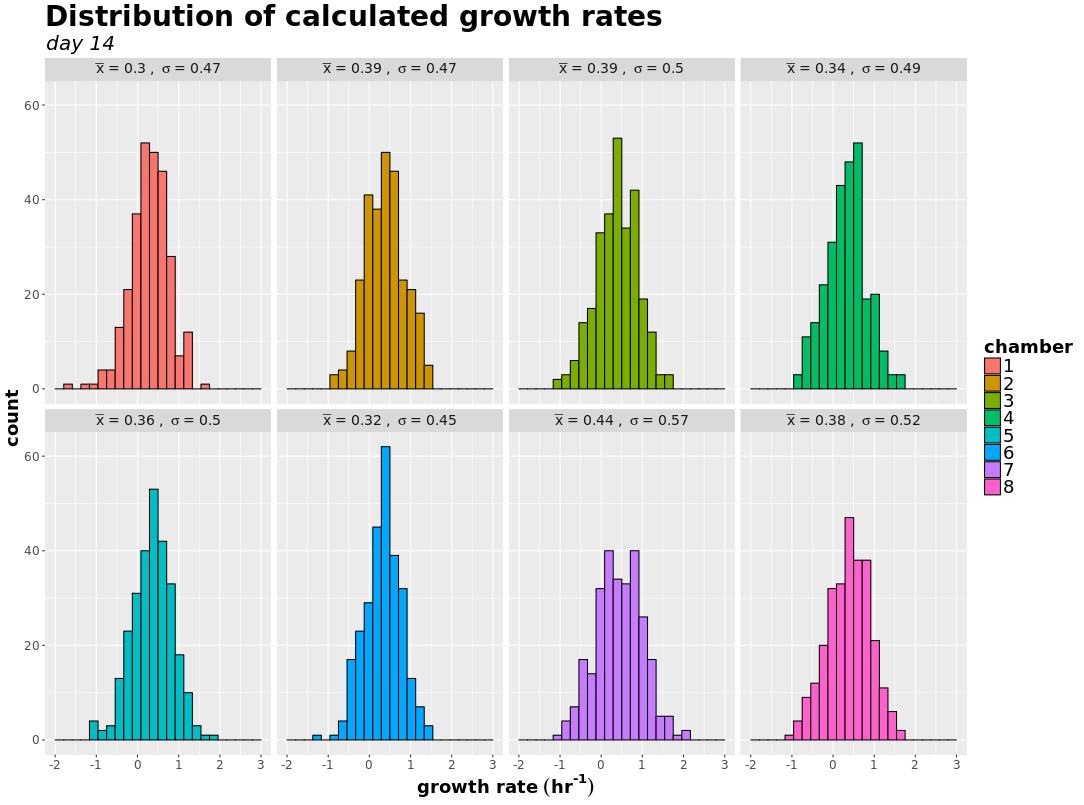 Distribution of calculated growth rates
day 14
x̅ = 0.3 , σ = 0.47
x̅ = 0.39 , σ = 0.47
x̅ = 0.39 , σ = 0.5
x̅ = 0.34 , σ = 0.49
60
40
20
0
x̅ = 0.36 , σ = 0.5
x̅ = 0.32 , σ = 0.45
x̅ = 0.44 , σ = 0.57
x̅ = 0.38 , σ = 0.52
60
40
20
0
-2 -1 0 1 2 3
-2 -1 0 1 2 3
-2 -1 0 1 2 3
-2 -1 0 1 2 3
count
growth rate (hr⁻¹)
chamber
1
2
3
4
5
6
7
8